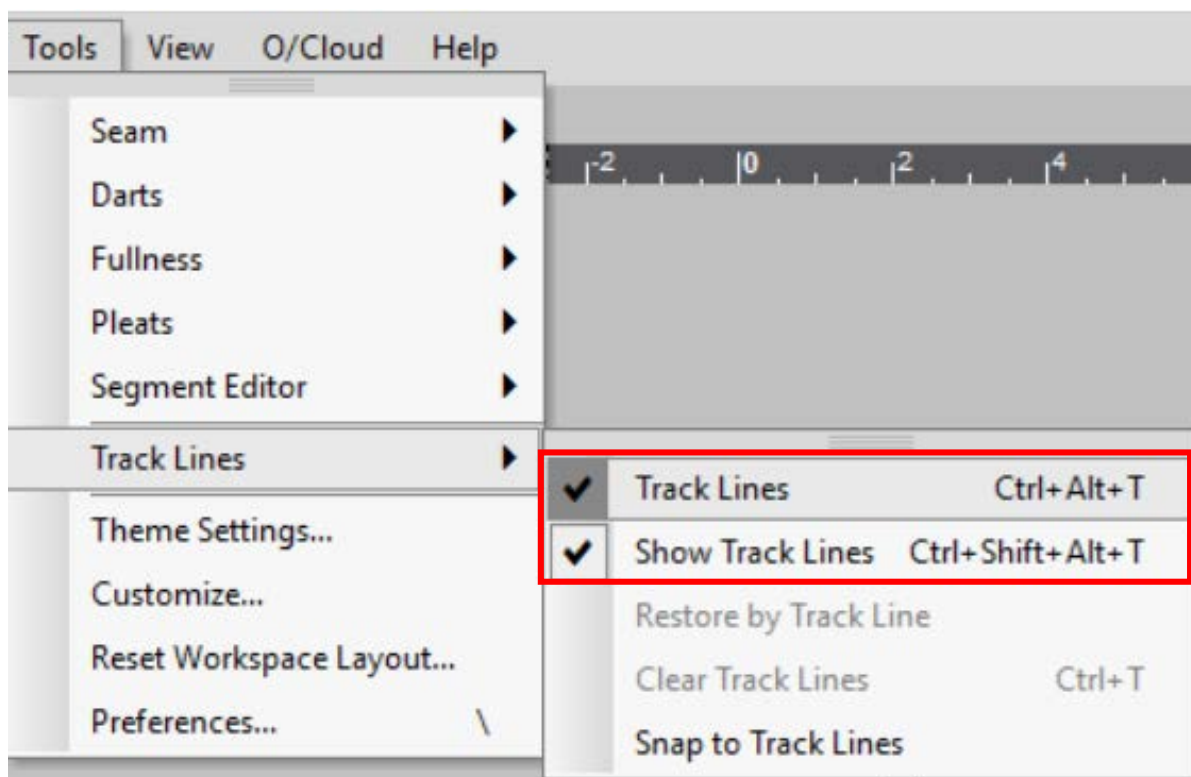 Tools View O/Cloud Help
-2 0 2 4
Seam
Darts
Fullness
Pleats
Segment Editor
Track Lines
Theme Settings...
Customize...
Reset Workspace Layout...
Preferences... \
Track Lines Ctrl+Alt+T
Show Track Lines Ctrl+Shift+Alt+T
Restore by Track Line
Clear Track Lines Ctrl+T
Snap to Track Lines